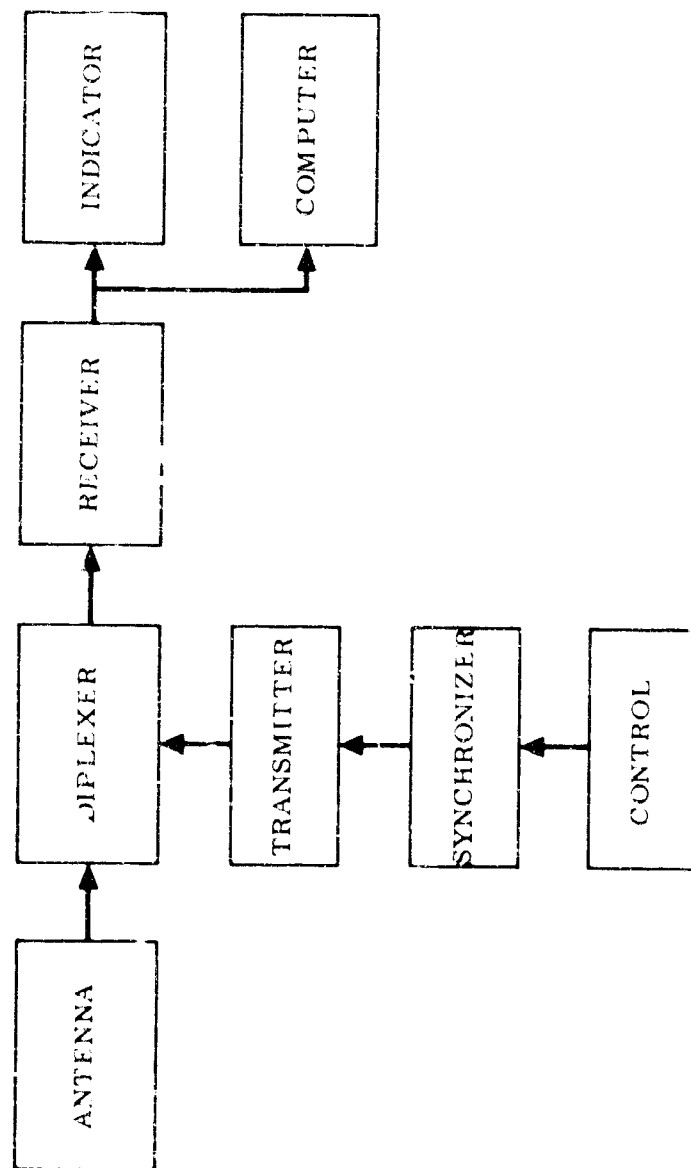 ANTENNA
DIPLEXER
RECEIVER
INDICATOR
TRANSMITTER
COMPUTER
SYNCHRONIZER
CONTROL